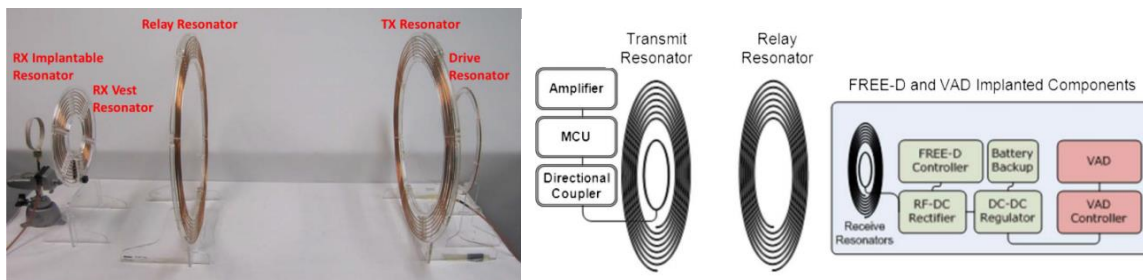 Relay Resonator
TX Resonator
RX Implantable
Resonator
RX Vest
Resonator
Drive
Resonator
Transmit
Resonator
Relay
Resonator
Amplifier
MCU
Directional
Coupler
FREE-D and VAD Implanted Components
FREE-D
Controller
Battery
Backup
VAD
RF-DC
Rectifier
DC-DC
Regulator
VAD
Controller
Receive
Resonators